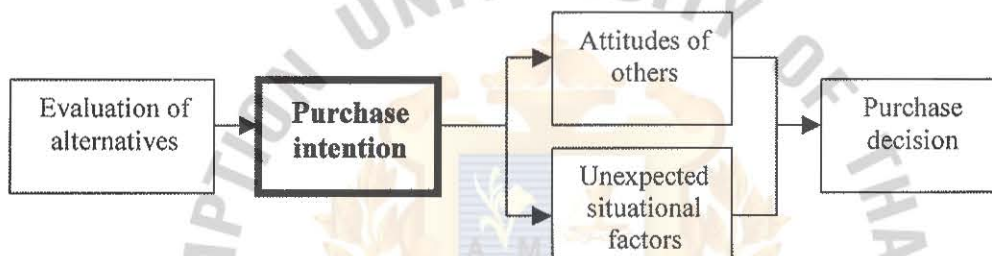 Evaluation of
alternatives
Purchase
intention
Attitudes of
others
Unexpected
situational
factors
Purchase
decision